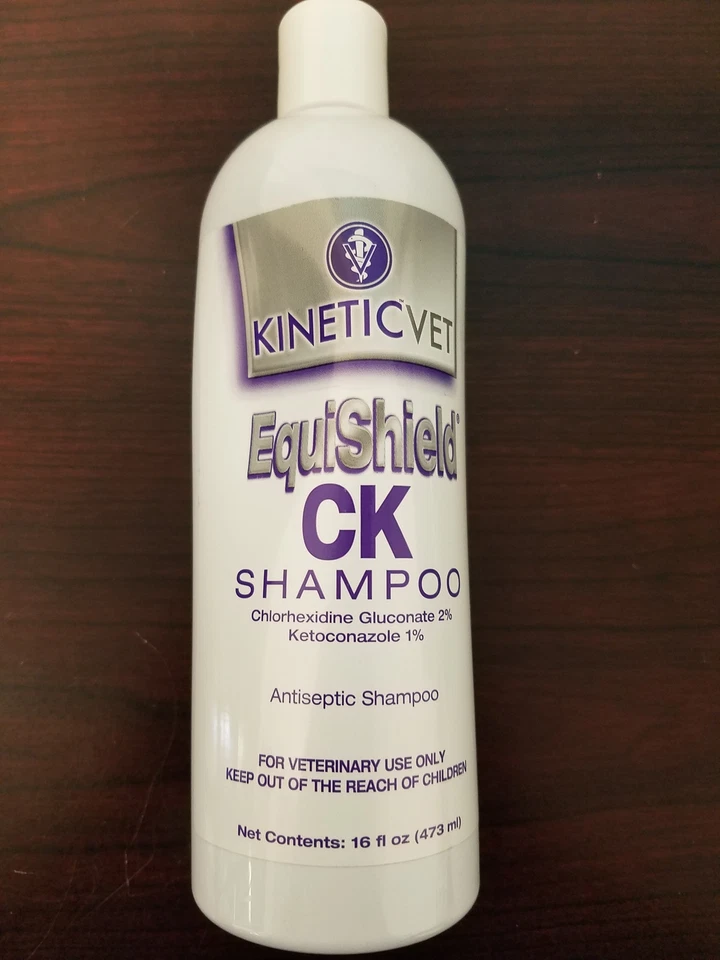 KINETIC™VET
EquiShield®
CK
SHAMPOO
Chlorhexidine Gluconate 2%
Ketoconazole 1%
Antiseptic Shampoo
FOR VETERINARY USE ONLY
KEEP OUT OF THE REACH OF CHILDREN
Net Contents: 16 fl oz (473 ml)